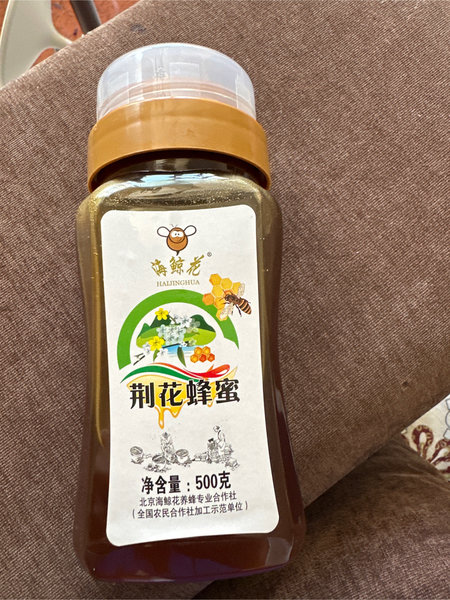 海鲸花®
HAIJINGHUA
荆花蜂蜜
净含量：500克
北京海鲸花养蜂专业合作社
（全国农民合作社加工示范单位）